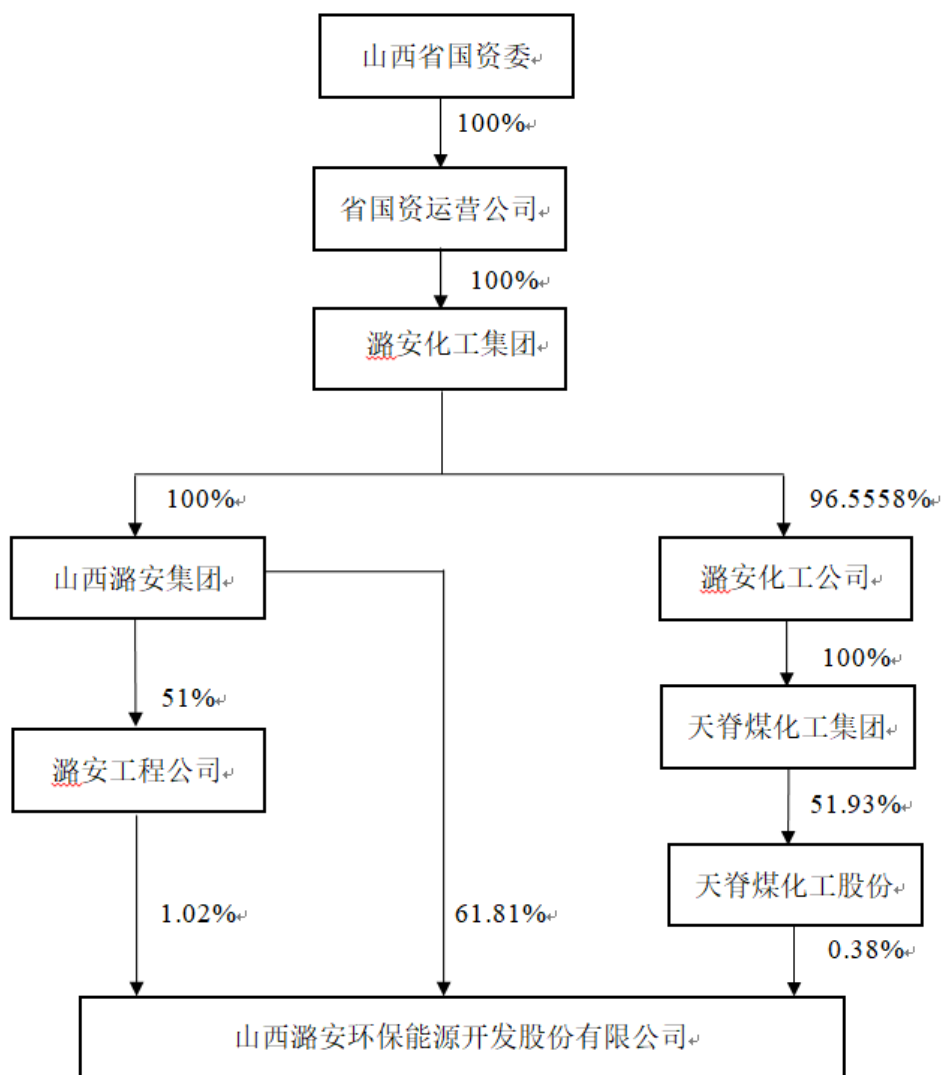 山西省国资委
100%
省国资运营公司
100%
潞安化工集团
100%
96.5558%
山西潞安集团
潞安化工公司
100%
51%
天脊煤化工集团
潞安工程公司
51.93%
天脊煤化工股份
1.02%
61.81%
0.38%
山西潞安环保能源开发股份有限公司